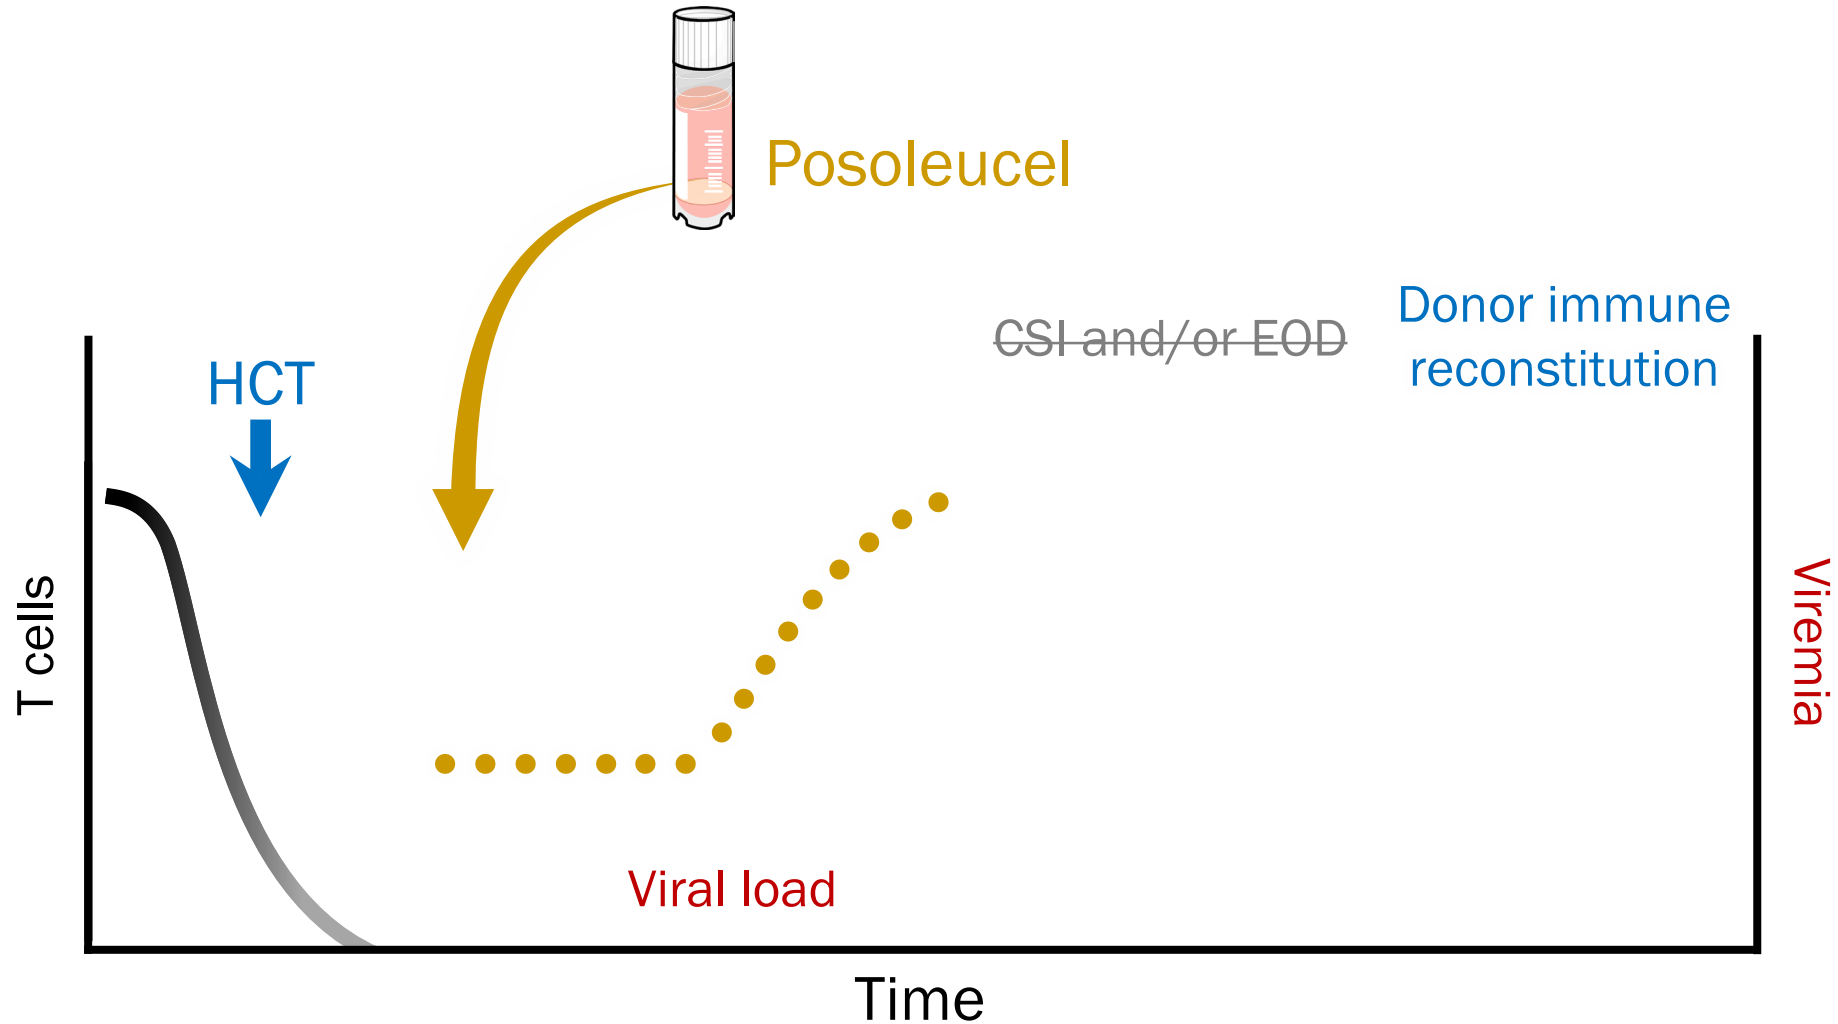 Posoleucel
CSI and/or EOD
Donor immune
reconstitution
HCT
T cells
Viremia
Viral load
Time